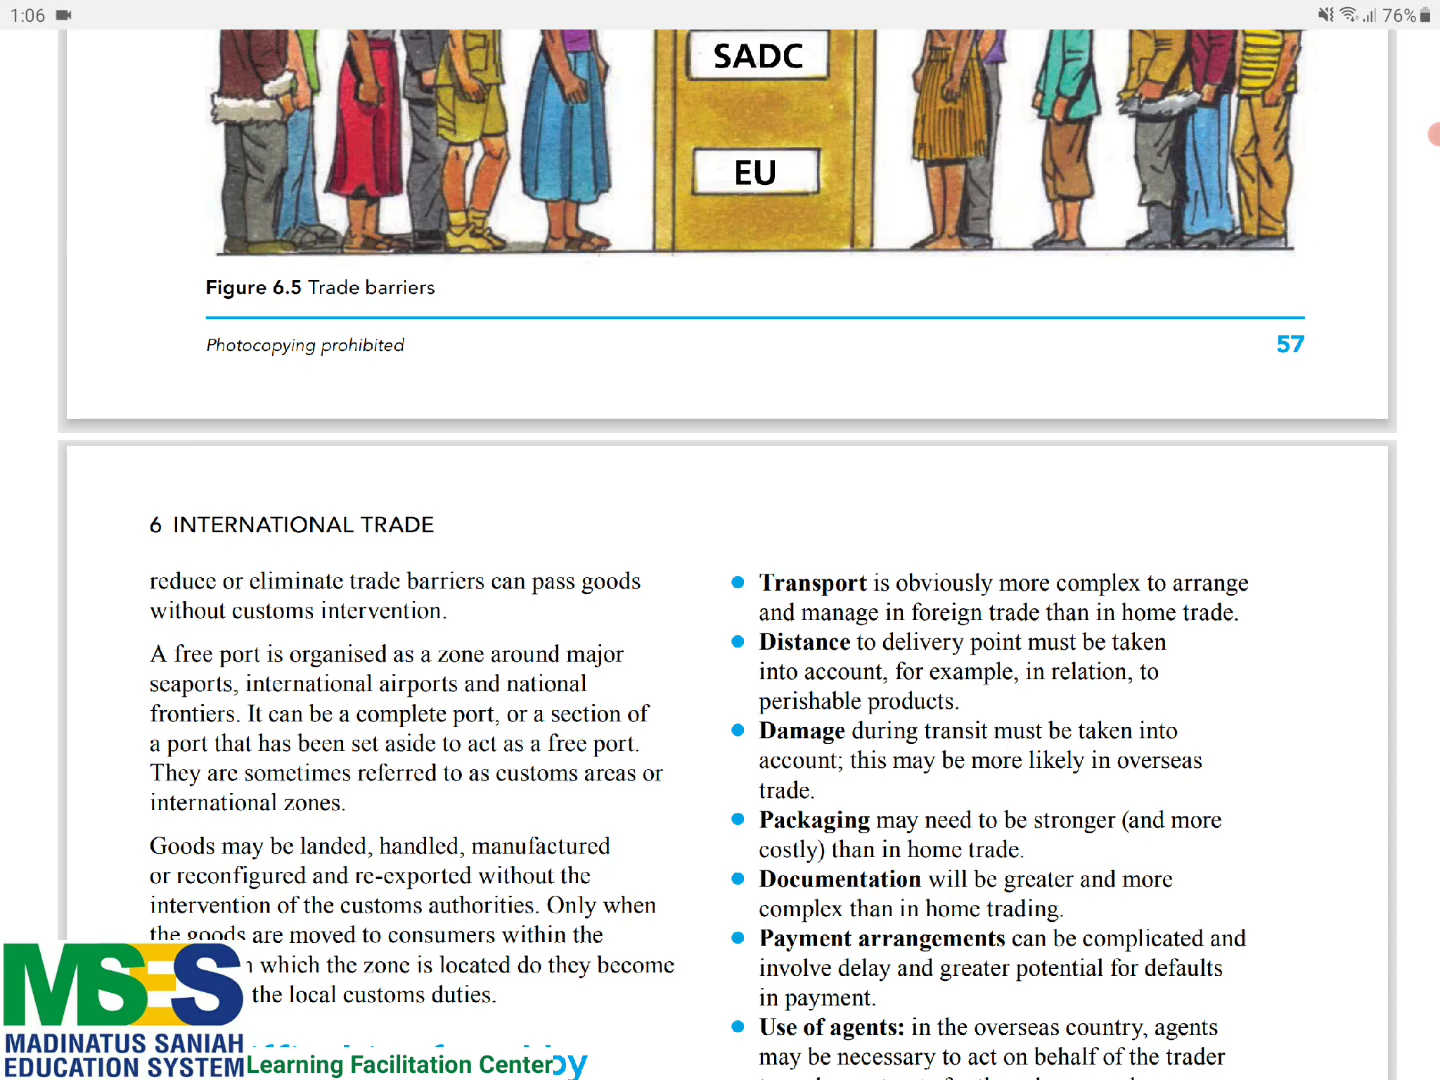 1:06
76%
SADC
EU
Figure 6.5 Trade barriers
Photocopying prohibited
57
6 INTERNATIONAL TRADE
reduce or eliminate trade barriers can pass goods
without customs intervention.
A free port is organised as a zone around major
seaports, international airports and national
frontiers. It can be a complete port, or a section of
a port that has been set aside to act as a free port.
They are sometimes referred to as customs areas or
international zones.
Goods may be landed, handled, manufactured
or reconfigured and re-exported without the
intervention of the customs authorities. Only when
the goods are moved to consumers within the
which the zone is located do they become
the local customs duties.
by
• Transport is obviously more complex to arrange
and manage in foreign trade than in home trade.
• Distance to delivery point must be taken
into account, for example, in relation, to
perishable products.
• Damage during transit must be taken into
account; this may be more likely in overseas
trade.
• Packaging may need to be stronger (and more
costly) than in home trade.
• Documentation will be greater and more
complex than in home trading.
• Payment arrangements can be complicated and
involve delay and greater potential for defaults
in payment.
• Use of agents: in the overseas country, agents
may be necessary to act on behalf of the trader
MSES
MADINATUS SANIAH
EDUCATION SYSTEM
Learning Facilitation Center